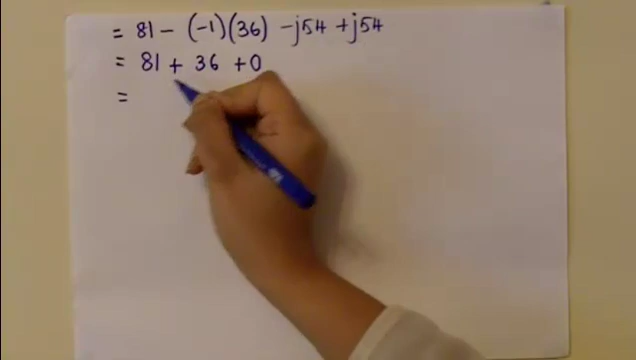 = 81 - (-1)(36) -j54 +j54
= 81 + 36 +0
=